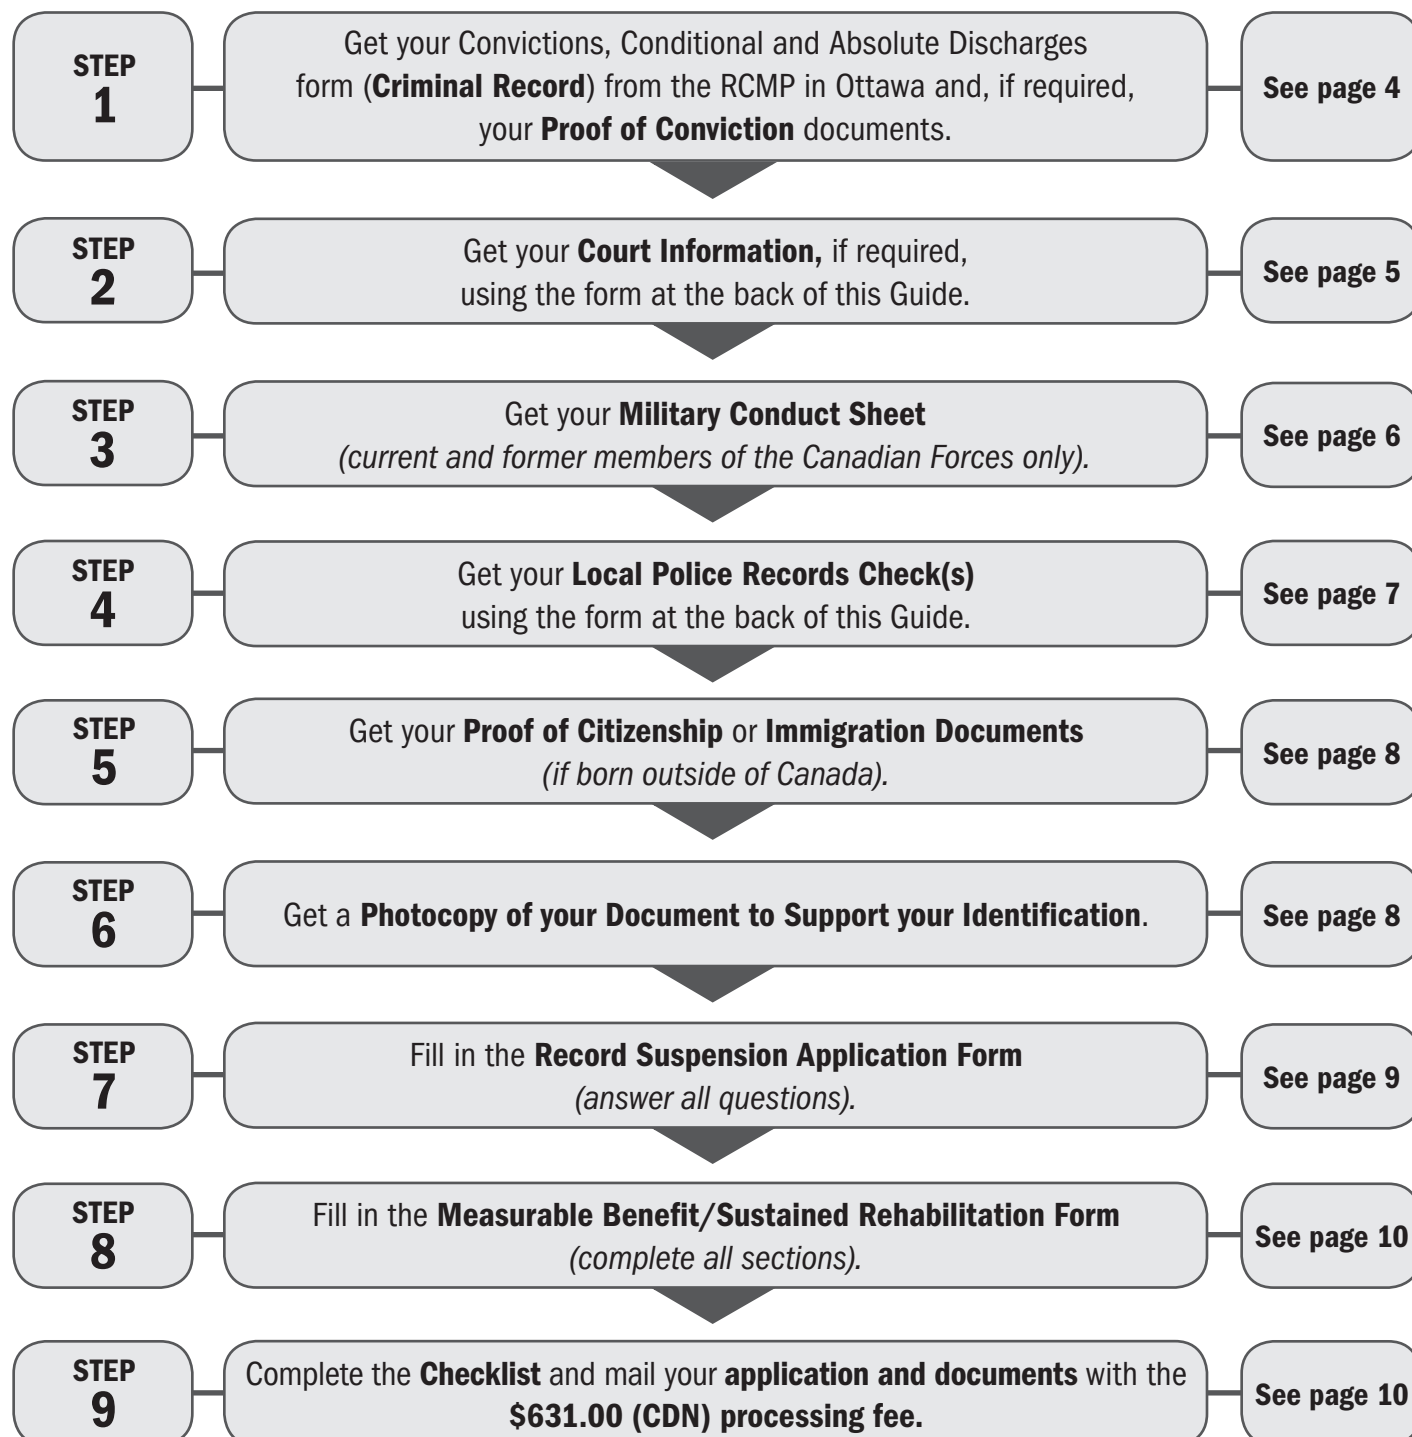 STEP
1
Get your Convictions, Conditional and Absolute Discharges
form (Criminal Record) from the RCMP in Ottawa and, if required,
your Proof of Conviction documents.
See page 4
STEP
2
Get your Court Information, if required,
using the form at the back of this Guide.
See page 5
STEP
3
Get your Military Conduct Sheet
(current and former members of the Canadian Forces only).
See page 6
STEP
4
Get your Local Police Records Check(s)
using the form at the back of this Guide.
See page 7
STEP
5
Get your Proof of Citizenship or Immigration Documents
(if born outside of Canada).
See page 8
STEP
6
Get a Photocopy of your Document to Support your Identification.
See page 8
STEP
7
Fill in the Record Suspension Application Form
(answer all questions).
See page 9
STEP
8
Fill in the Measurable Benefit/Sustained Rehabilitation Form
(complete all sections).
See page 10
STEP
9
Complete the Checklist and mail your application and documents with the
$631.00 (CDN) processing fee.
See page 10